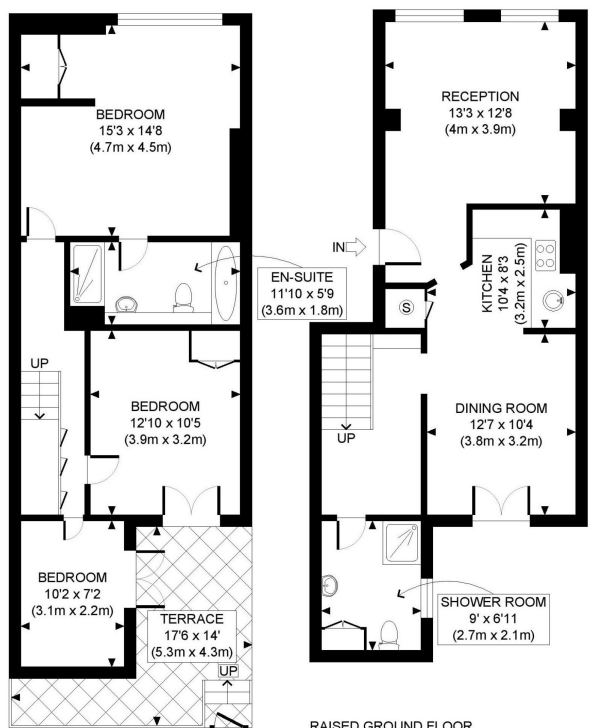 BEDROOM
15'3 x 14'8
(4.7m x 4.5m)
EN-SUITE
11'10 x 5'9
(3.6m x 1.8m)
UP
BEDROOM
12'10 x 10'5
(3.9m x 3.2m)
BEDROOM
10'2 x 7'2
(3.1m x 2.2m)
TERRACE
17'6 x 14'
(5.3m x 4.3m)
UP
RECEPTION
13'3 x 12'8
(4m x 3.9m)
IN
KITCHEN
10'4 x 8'3
(3.2m x 2.5m)
S
UP
DINING ROOM
12'7 x 10'4
(3.8m x 3.2m)
SHOWER ROOM
9' x 6'11
(2.7m x 2.1m)
RAISED GROUND FLOOR